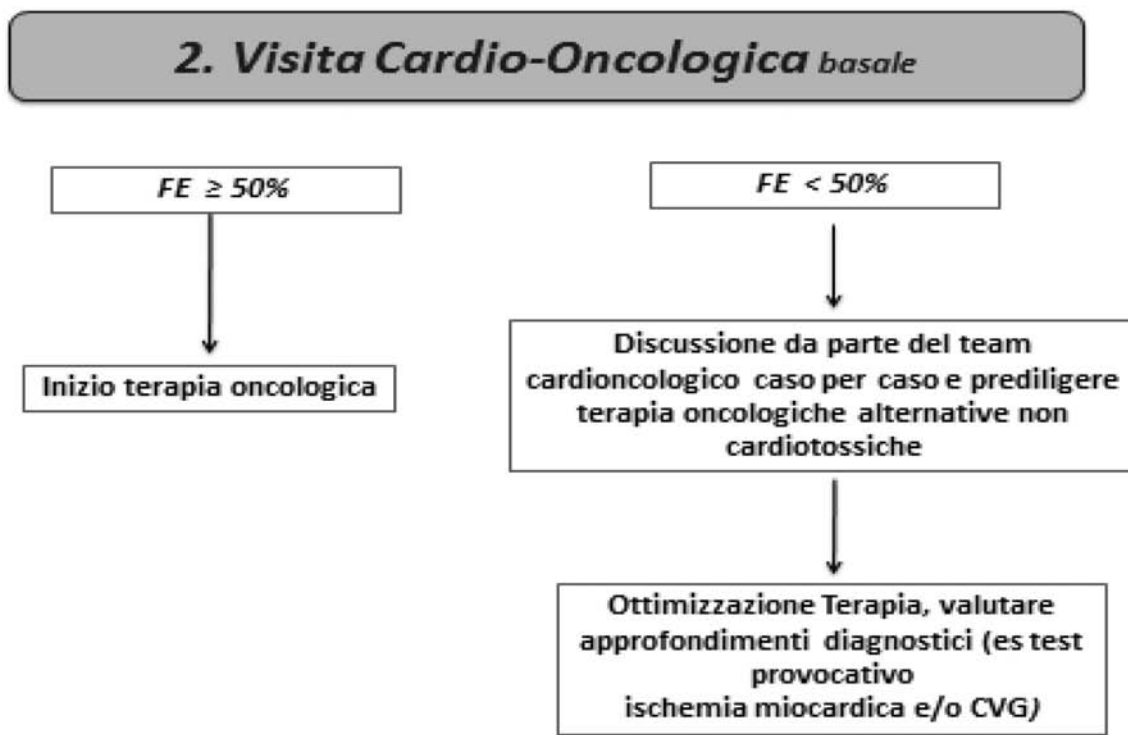 2. Visita Cardio-Oncologica basale
FE ≥ 50%
FE < 50%
Inizio terapia oncologica
Discussione da parte del team
cardioncologico caso per caso e prediligere
terapia oncologiche alternative non
cardiotossiche
Ottimizzazione Terapia, valutare
approfondimenti diagnostici (es test
provocativo
ischemia miocardica e/o CVG)